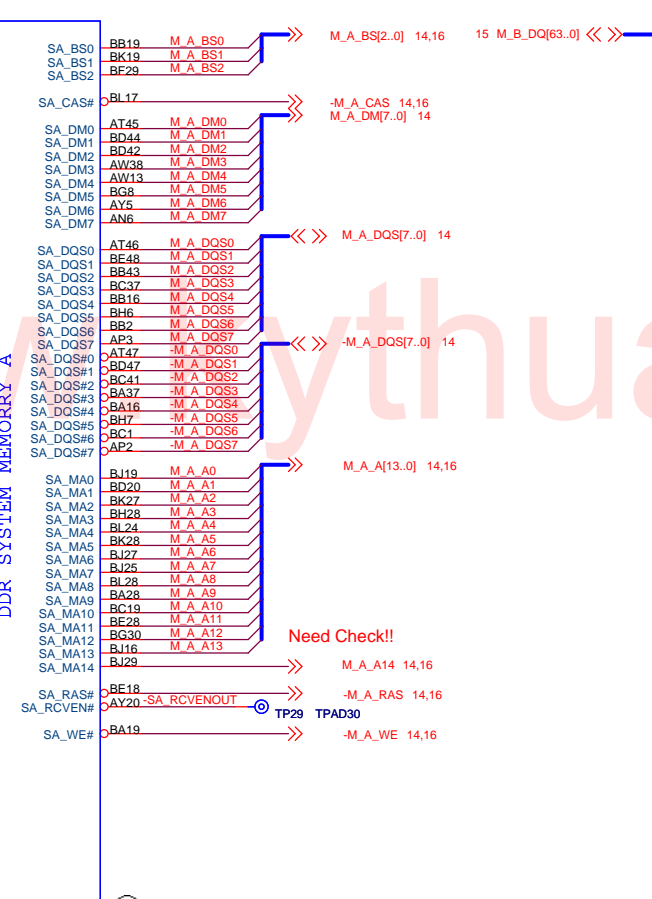 SA_BS0 BB19 M_A_BS0 M_A_BS[2..0] 14,16 15 M_B_DQ[63..0]
SA_BS1 BK19 M_A_BS1
SA_BS2 BF29 M_A_BS2
SA_CAS# BL17 -M_A_CAS 14,16
M_A_DM[7..0] 14
SA_DM0 AT45 M_A_DM0
SA_DM1 BD44 M_A_DM1
SA_DM2 BD42 M_A_DM2
SA_DM3 AW38 M_A_DM3
SA_DM4 AW13 M_A_DM4
SA_DM5 BG8 M_A_DM5
SA_DM6 AY5 M_A_DM6
SA_DM7 AN6 M_A_DM7
M_A_DQS[7..0] 14
SA_DQS0 AT46 M_A_DQS0
SA_DQS1 BE48 M_A_DQS1
SA_DQS2 BB43 M_A_DQS2
SA_DQS3 BC37 M_A_DQS3
SA_DQS4 BB16 M_A_DQS4
SA_DQS5 BH6 M_A_DQS5
SA_DQS6 BB2 M_A_DQS6
SA_DQS7 AP3 M_A_DQS7 -M_A_DQS[7..0] 14
SA_DQS#0 AT47 -M_A_DQS0
SA_DQS#1 BD47 -M_A_DQS1
SA_DQS#2 BC41 -M_A_DQS2
SA_DQS#3 BA37 -M_A_DQS3
SA_DQS#4 BA16 -M_A_DQS4
SA_DQS#5 BH7 -M_A_DQS5
SA_DQS#6 BC1 -M_A_DQS6
SA_DQS#7 AP2 -M_A_DQS7
M_A_A[13..0] 14,16
SA_MA0 BJ19 M_A_A0
SA_MA1 BD20 M_A_A1
SA_MA2 BK27 M_A_A2
SA_MA3 BH28 M_A_A3
SA_MA4 BL24 M_A_A4
SA_MA5 BK28 M_A_A5
SA_MA6 BJ27 M_A_A6
SA_MA7 BJ25 M_A_A7
SA_MA8 BL28 M_A_A8
SA_MA9 BA28 M_A_A9
SA_MA10 BC19 M_A_A10
SA_MA11 BE28 M_A_A11
SA_MA12 BG30 M_A_A12 Need Check!!
SA_MA13 BJ16 M_A_A13
SA_MA14 BJ29 M_A_A14 14,16
SA_RAS# BE18 -M_A_RAS 14,16
SA_RCVEN# AY20 -SA_RCVENOUT TP29 TPAD30
SA_WE# BA19 -M_A_WE 14,16
DDR SYSTEM MEMORRY A
kythua